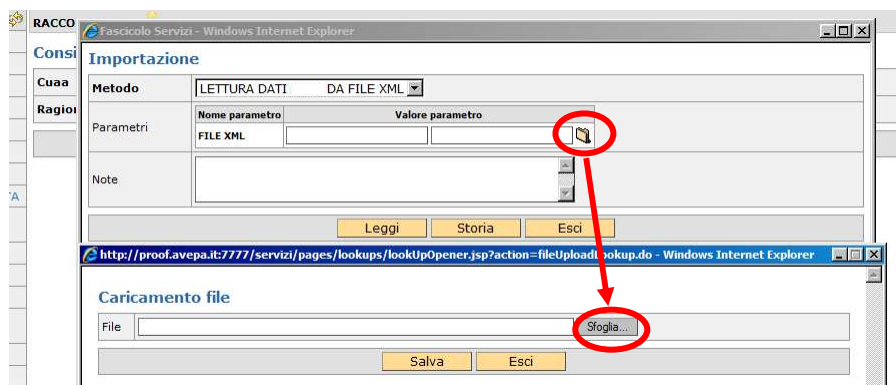 RACCO
Fascicolo Servizi - Windows Internet Explorer
Consi
Importazione
Cuaa
Metodo
LETTURA DATI DA FILE XML
Ragion
Parametri
Nome parametro
Valore parametro
FILE XML
Note
TA
Leggi
Storia
Esci
http://proof.avepa.it:7777/servizi/pages/lookups/lookUpOpener.jsp?action=fileUploadLookup.do - Windows Internet Explorer
Caricamento file
File
Sfoglia...
Salva
Esci